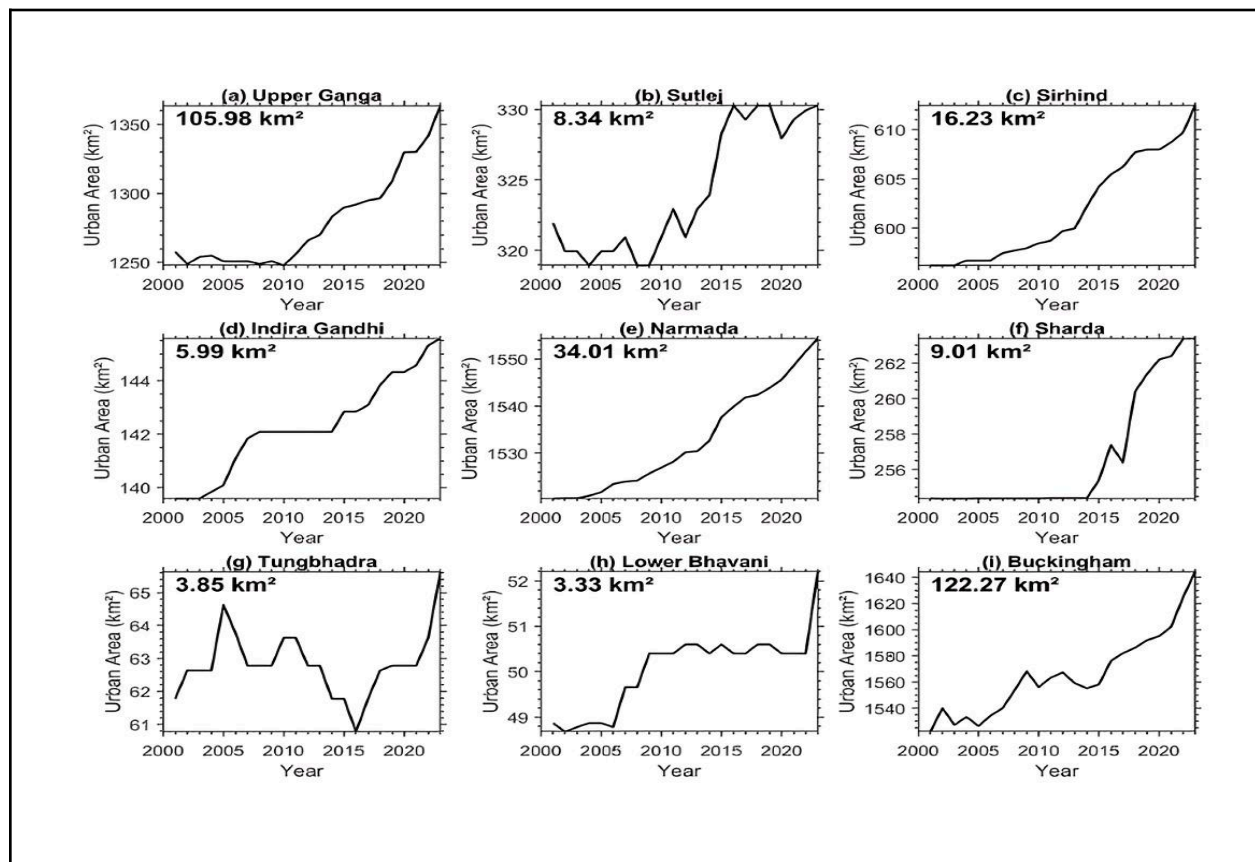 (a) Upper Ganga
105.98 km²
Urban Area (km²)
1350
1300
1250
2000 2005 2010 2015 2020
Year
(b) Sutlej
8.34 km²
Urban Area (km²)
330
325
320
2000 2005 2010 2015 2020
Year
(c) Sirhind
16.23 km²
Urban Area (km²)
610
605
600
2000 2005 2010 2015 2020
Year
(d) Indira Gandhi
5.99 km²
Urban Area (km²)
144
142
140
2000 2005 2010 2015 2020
Year
(e) Narmada
34.01 km²
Urban Area (km²)
1550
1540
1530
2000 2005 2010 2015 2020
Year
(f) Sharda
9.01 km²
Urban Area (km²)
262
260
258
256
254
2000 2005 2010 2015 2020
Year
(g) Tungbhadra
3.85 km²
Urban Area (km²)
65
64
63
62
61
2000 2005 2010 2015 2020
Year
(h) Lower Bhavani
3.33 km²
Urban Area (km²)
52
51
50
49
2000 2005 2010 2015 2020
Year
(i) Buckingham
122.27 km²
Urban Area (km²)
1640
1620
1600
1580
1560
1540
2000 2005 2010 2015 2020
Year